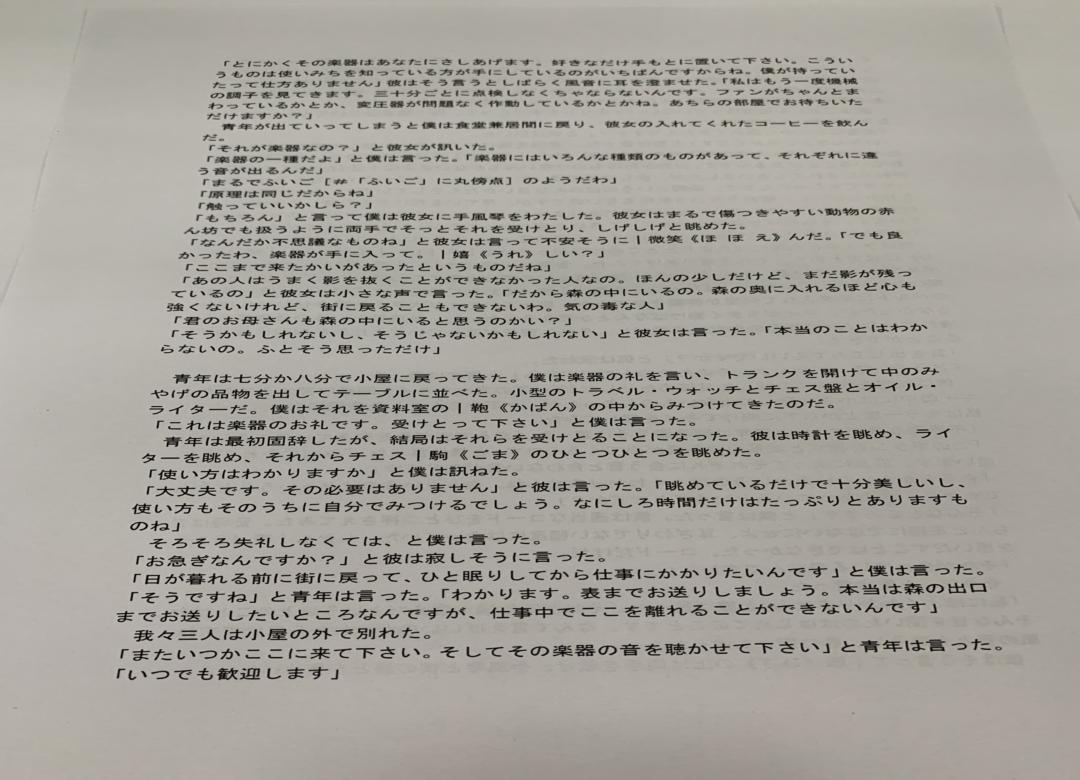 「とにかくその楽器はあなたにさしあげます。好きなだけ手もとに置いて下さい。こうい
うものは使いみちを知っている方が手にしているのがいちばんですからね。僕が持ってい
たって仕方ありません」彼はそう言うとしばらく風音に耳を澄ませた。「私はもう一度機械
の調子を見てきます。三十分ごとに点検しなくちゃならないんです。ファンがちゃんとま
わっているかとか、変圧器が問題なく作動しているかとかね。あちらの部屋でお待ちいた
だけますか?」
青年が出ていってしまうと僕は食堂兼居間に戻り、彼女の入れてくれたコーヒーを飲ん
だ。
「それが楽器なの?」と彼女が訊いた。
「楽器の一種だよ」と僕は言った。「楽器にはいろんな種類のものがあって、それぞれに違
う音が出るんだ」
「まるでふいご[#「ふいご」に丸傍点]のようだわ」
「原理は同じだからね」
「触っていいかしら?」
「もちろん」と言って僕は彼女に手風琴をわたした。彼女はまるで傷つきやすい動物の赤
ん坊でも扱うように両手でそっとそれを受けとり、しげしげと眺めた。
「なんだか不思議なものね」と彼女は言って不安そうに|微笑《ほほえ》んだ。「でも良
かったわ、楽器が手に入って。|嬉《うれ》しい?」
「ここまで来たかいがあったというものだね」
「あの人はうまく影を抜くことができなかった人なの。ほんの少しだけど、まだ影が残っ
ているの」と彼女は小さな声で言った。「だから森の中にいるの。森の奥に入れるほど心も
強くないけれど、街に戻ることもできないわ。気の毒な人」
「君のお母さんも森の中にいると思うのかい?」
「そうかもしれないし、そうじゃないかもしれない」と彼女は言った。「本当のことはわか
らないの。ふとそう思っただけ」
青年は七分か八分で小屋に戻ってきた。僕は楽器の礼を言い、トランクを開けて中のみ
やげの品物を出してテーブルに並べた。小型のトラベル・ウォッチとチェス盤とオイル・
ライターだ。僕はそれを資料室の|鞄《かばん》の中からみつけてきたのだ。
「これは楽器のお礼です。受けとって下さい」と僕は言った。
青年は最初固辞したが、結局はそれらを受けとることになった。彼は時計を眺め、ライ
ターを眺め、それからチェス|駒《ごま》のひとつひとつを眺めた。
「使い方はわかりますか」と僕は訊ねた。
「大丈夫です。その必要はありません」と彼は言った。「眺めているだけで十分美しいし、
使い方もそのうちに自分でみつけるでしょう。なにしろ時間だけはたっぷりとありますも
のね」
そろそろ失礼しなくては、と僕は言った。
「お急ぎなんですか?」と彼は寂しそうに言った。
「日が暮れる前に街に戻って、ひと眠りしてから仕事にかかりたいんです」と僕は言った。
「そうですね」と青年は言った。「わかります。表までお送りしましょう。本当は森の出口
までお送りしたいところなんですが、仕事中でここを離れることができないんです」
我々三人は小屋の外で別れた。
「またいつかここに来て下さい。そしてその楽器の音を聴かせて下さい」と青年は言った。
「いつでも歓迎します」